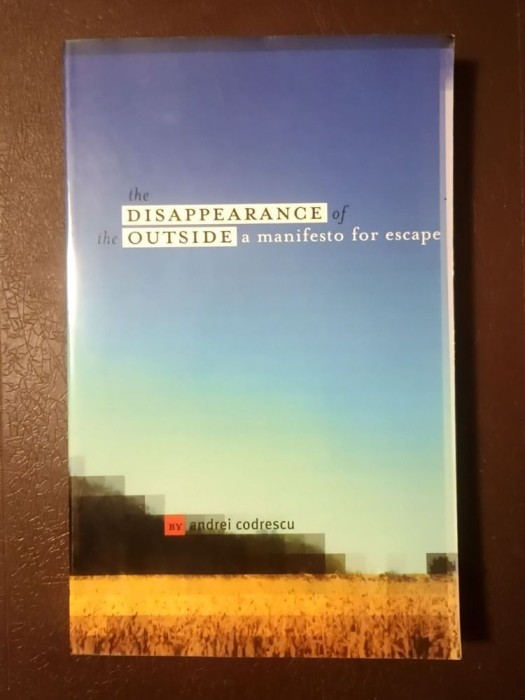 the
DISAPPEARANCE of
the OUTSIDE a manifesto for escape
BY andrei codrescu